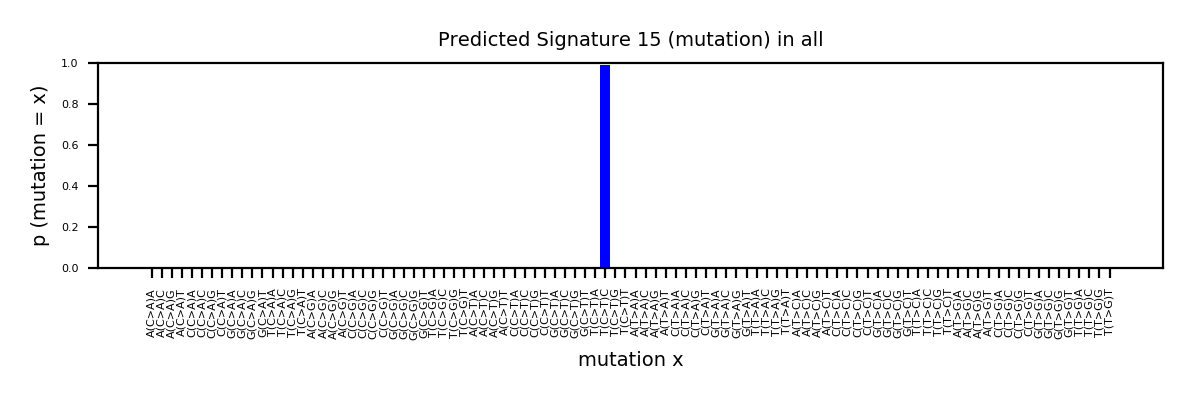 Predicted Signature 15 (mutation) in all
p (mutation = x)
1.0
0.8
0.6
0.4
0.2
0.0
A(C>A)A
A(C>A)C
A(C>A)G
A(C>A)T
C(C>A)A
C(C>A)C
C(C>A)G
C(C>A)T
G(C>A)A
G(C>A)C
G(C>A)G
G(C>A)T
T(C>A)A
T(C>A)C
T(C>A)G
T(C>A)T
A(C>G)A
A(C>G)C
A(C>G)G
A(C>G)T
C(C>G)A
C(C>G)C
C(C>G)G
C(C>G)T
G(C>G)A
G(C>G)C
G(C>G)G
G(C>G)T
T(C>G)A
T(C>G)C
T(C>G)G
T(C>G)T
A(C>T)A
A(C>T)C
A(C>T)G
A(C>T)T
C(C>T)A
C(C>T)C
C(C>T)G
C(C>T)T
G(C>T)A
G(C>T)C
G(C>T)G
G(C>T)T
T(C>T)A
T(C>T)C
T(C>T)G
T(C>T)T
A(T>A)A
A(T>A)C
A(T>A)G
A(T>A)T
C(T>A)A
C(T>A)C
C(T>A)G
C(T>A)T
G(T>A)A
G(T>A)C
G(T>A)G
G(T>A)T
T(T>A)A
T(T>A)C
T(T>A)G
T(T>A)T
A(T>C)A
A(T>C)C
A(T>C)G
A(T>C)T
C(T>C)A
C(T>C)C
C(T>C)G
C(T>C)T
G(T>C)A
G(T>C)C
G(T>C)G
G(T>C)T
T(T>C)A
T(T>C)C
T(T>C)G
T(T>C)T
A(T>G)A
A(T>G)C
A(T>G)G
A(T>G)T
C(T>G)A
C(T>G)C
C(T>G)G
C(T>G)T
G(T>G)A
G(T>G)C
G(T>G)G
G(T>G)T
T(T>G)A
T(T>G)C
T(T>G)G
T(T>G)T
mutation x